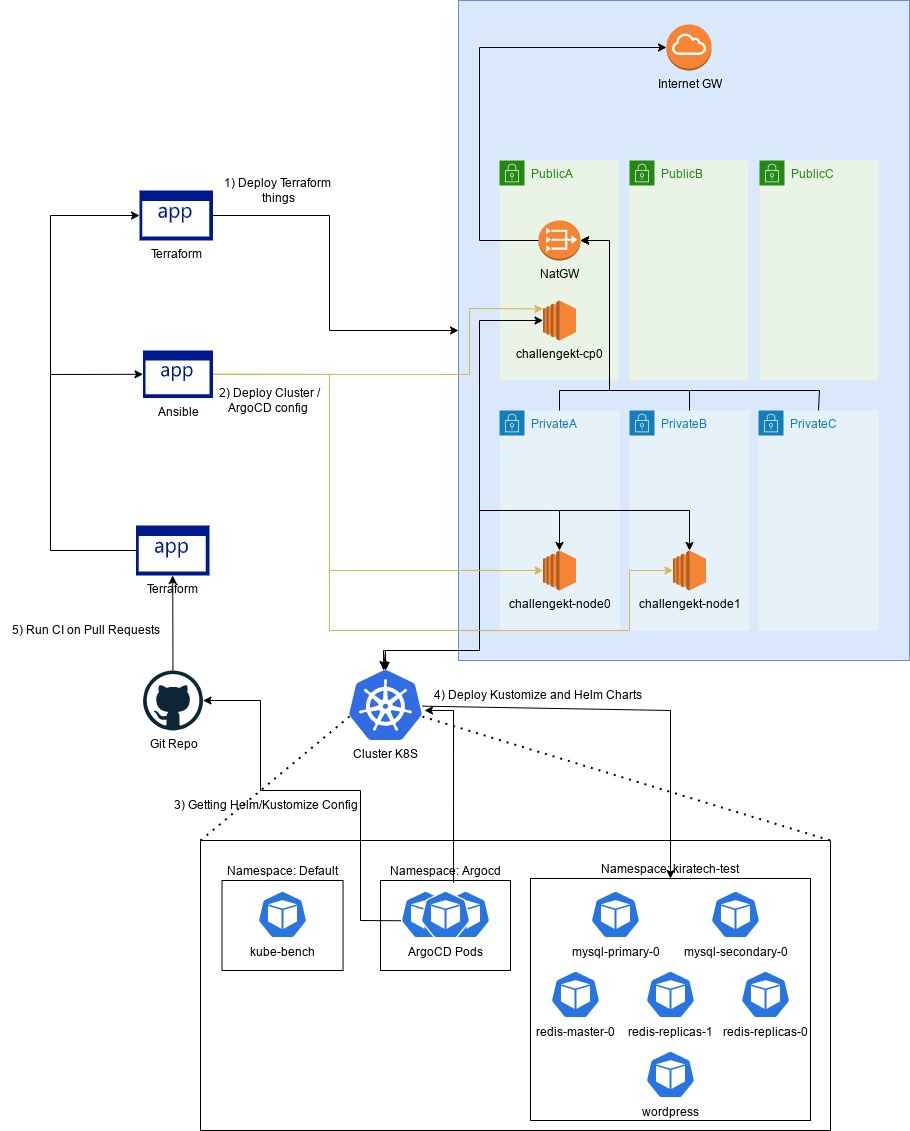 Internet GW
PublicA
PublicB
PublicC
1) Deploy Terraform
things
app
Terraform
NatGW
challengekt-cp0
app
Ansible
2) Deploy Cluster /
ArgoCD config
PrivateA
PrivateB
PrivateC
app
Terraform
challengekt-node0
challengekt-node1
5) Run CI on Pull Requests
4) Deploy Kustomize and Helm Charts
Git Repo
Cluster K8S
3) Getting Helm/Kustomize Config
Namespace: Default
Namespace: Argocd
Namespace: kiratech-test
kube-bench
ArgoCD Pods
mysql-primary-0
mysql-secondary-0
redis-master-0
redis-replicas-1
redis-replicas-0
wordpress